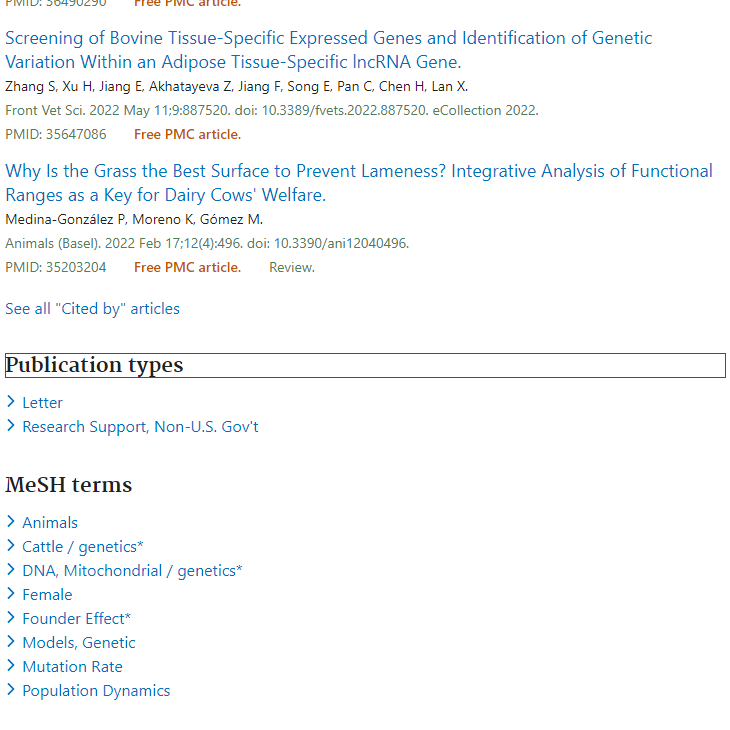 PMID: 36490290 Free PMC article.
Screening of Bovine Tissue-Specific Expressed Genes and Identification of Genetic
Variation Within an Adipose Tissue-Specific lncRNA Gene.
Zhang S, Xu H, Jiang E, Akhatayeva Z, Jiang F, Song E, Pan C, Chen H, Lan X.
Front Vet Sci. 2022 May 11;9:887520. doi: 10.3389/fvets.2022.887520. eCollection 2022.
PMID: 35647086 Free PMC article.
Why Is the Grass the Best Surface to Prevent Lameness? Integrative Analysis of Functional
Ranges as a Key for Dairy Cows' Welfare.
Medina-González P, Moreno K, Gómez M.
Animals (Basel). 2022 Feb 17;12(4):496. doi: 10.3390/ani12040496.
PMID: 35203204 Free PMC article. Review.
See all "Cited by" articles
Publication types
Letter
Research Support, Non-U.S. Gov't
MeSH terms
Animals
Cattle / genetics*
DNA, Mitochondrial / genetics*
Female
Founder Effect*
Models, Genetic
Mutation Rate
Population Dynamics